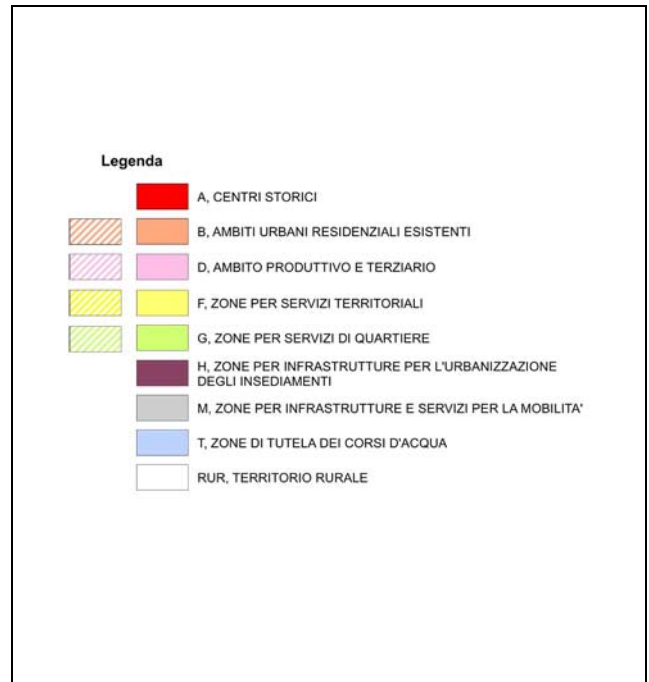 Legenda
A, CENTRI STORICI
B, AMBITI URBANI RESIDENZIALI ESISTENTI
D, AMBITO PRODUTTIVO E TERZIARIO
F, ZONE PER SERVIZI TERRITORIALI
G, ZONE PER SERVIZI DI QUARTIERE
H, ZONE PER INFRASTRUTTURE PER L'URBANIZZAZIONE
DEGLI INSEDIAMENTI
M, ZONE PER INFRASTRUTTURE E SERVIZI PER LA MOBILITA'
T, ZONE DI TUTELA DEI CORSI D'ACQUA
RUR, TERRITORIO RURALE